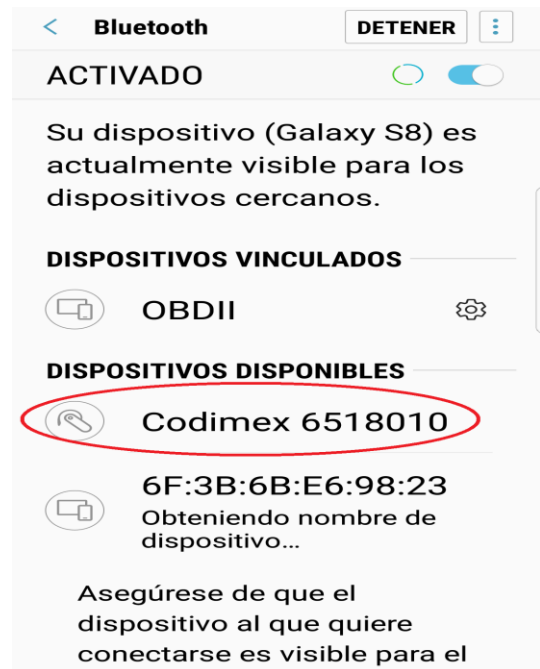 < Bluetooth DETENER
ACTIVADO
Su dispositivo (Galaxy S8) es
actualmente visible para los
dispositivos cercanos.
DISPOSITIVOS VINCULADOS
OBDII
DISPOSITIVOS DISPONIBLES
Codimex 6518010
6F:3B:6B:E6:98:23
Obteniendo nombre de
dispositivo...
Asegúrese de que el
dispositivo al que quiere
conectarse es visible para el